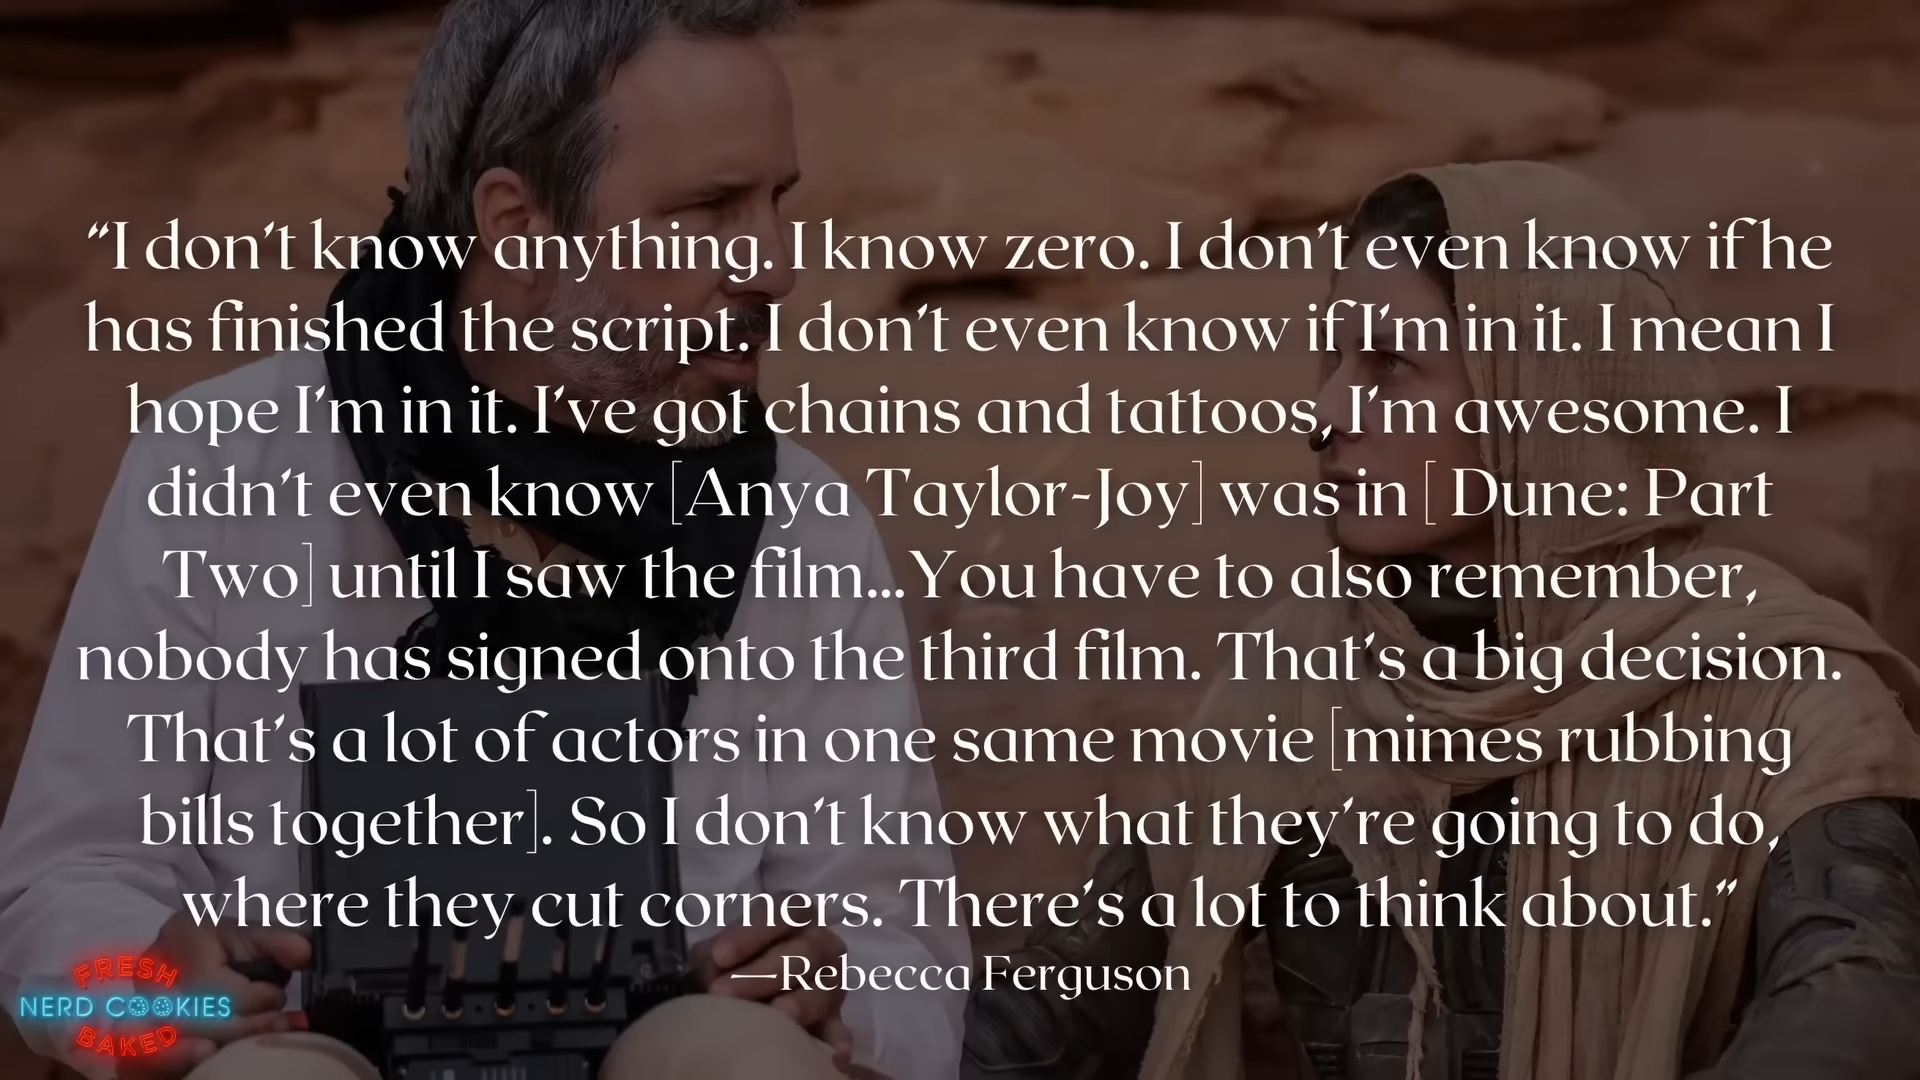 “I don’t know anything. I know zero. I don’t even know if he
has finished the script. I don’t even know if I’m in it. I mean I
hope I’m in it. I’ve got chains and tattoos, I’m awesome. I
didn’t even know [Anya Taylor-Joy] was in [ Dune: Part
Two] until I saw the film...You have to also remember,
nobody has signed onto the third film. That’s a big decision.
That’s a lot of actors in one same movie [mimes rubbing
bills together]. So I don’t know what they’re going to do,
where they cut corners. There’s a lot to think about.”
—Rebecca Ferguson
FRESH
NERD COOKIES
BAKED